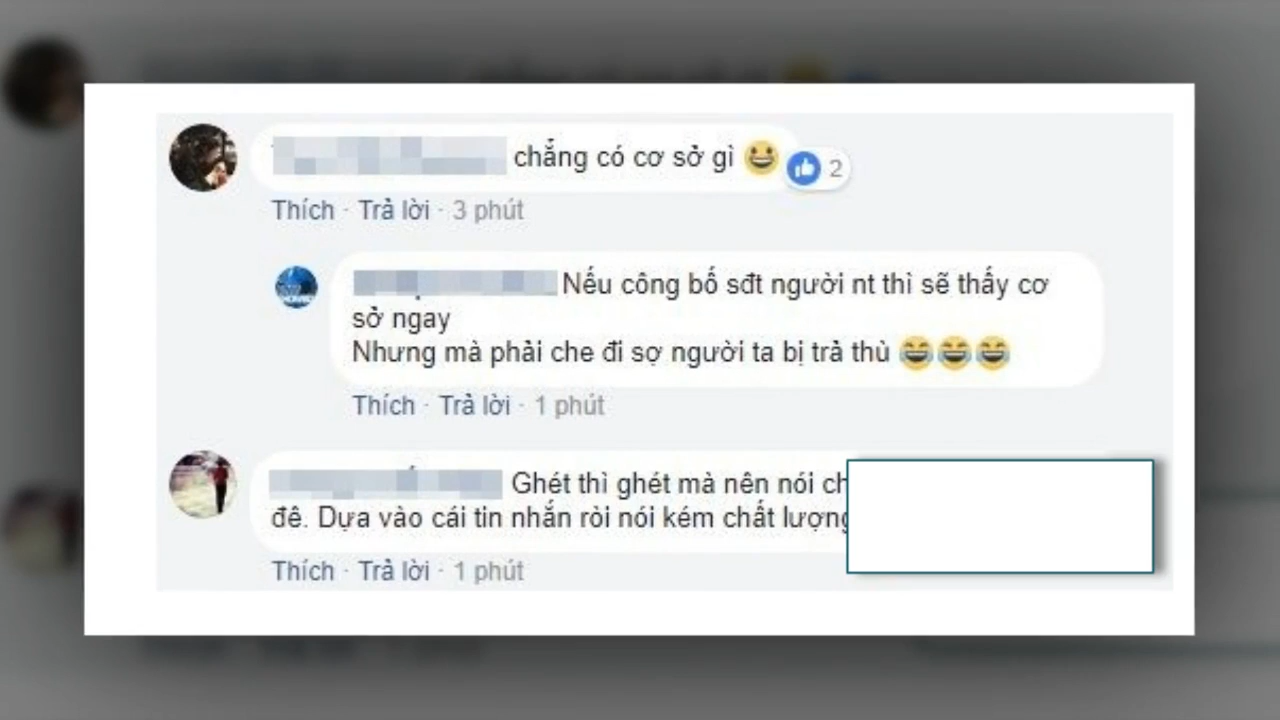 chẳng có cơ sở gì 😀 2
Thích · Trả lời · 3 phút
Nếu công bố sđt người nt thì sẽ thấy cơ
sở ngay
Nhưng mà phải che đi sợ người ta bị trả thù 😂😂😂
Thích · Trả lời · 1 phút
Ghét thì ghét mà nên nói
đê. Dựa vào cái tin nhắn ròi nói kém chất lượng
Thích · Trả lời · 1 phút